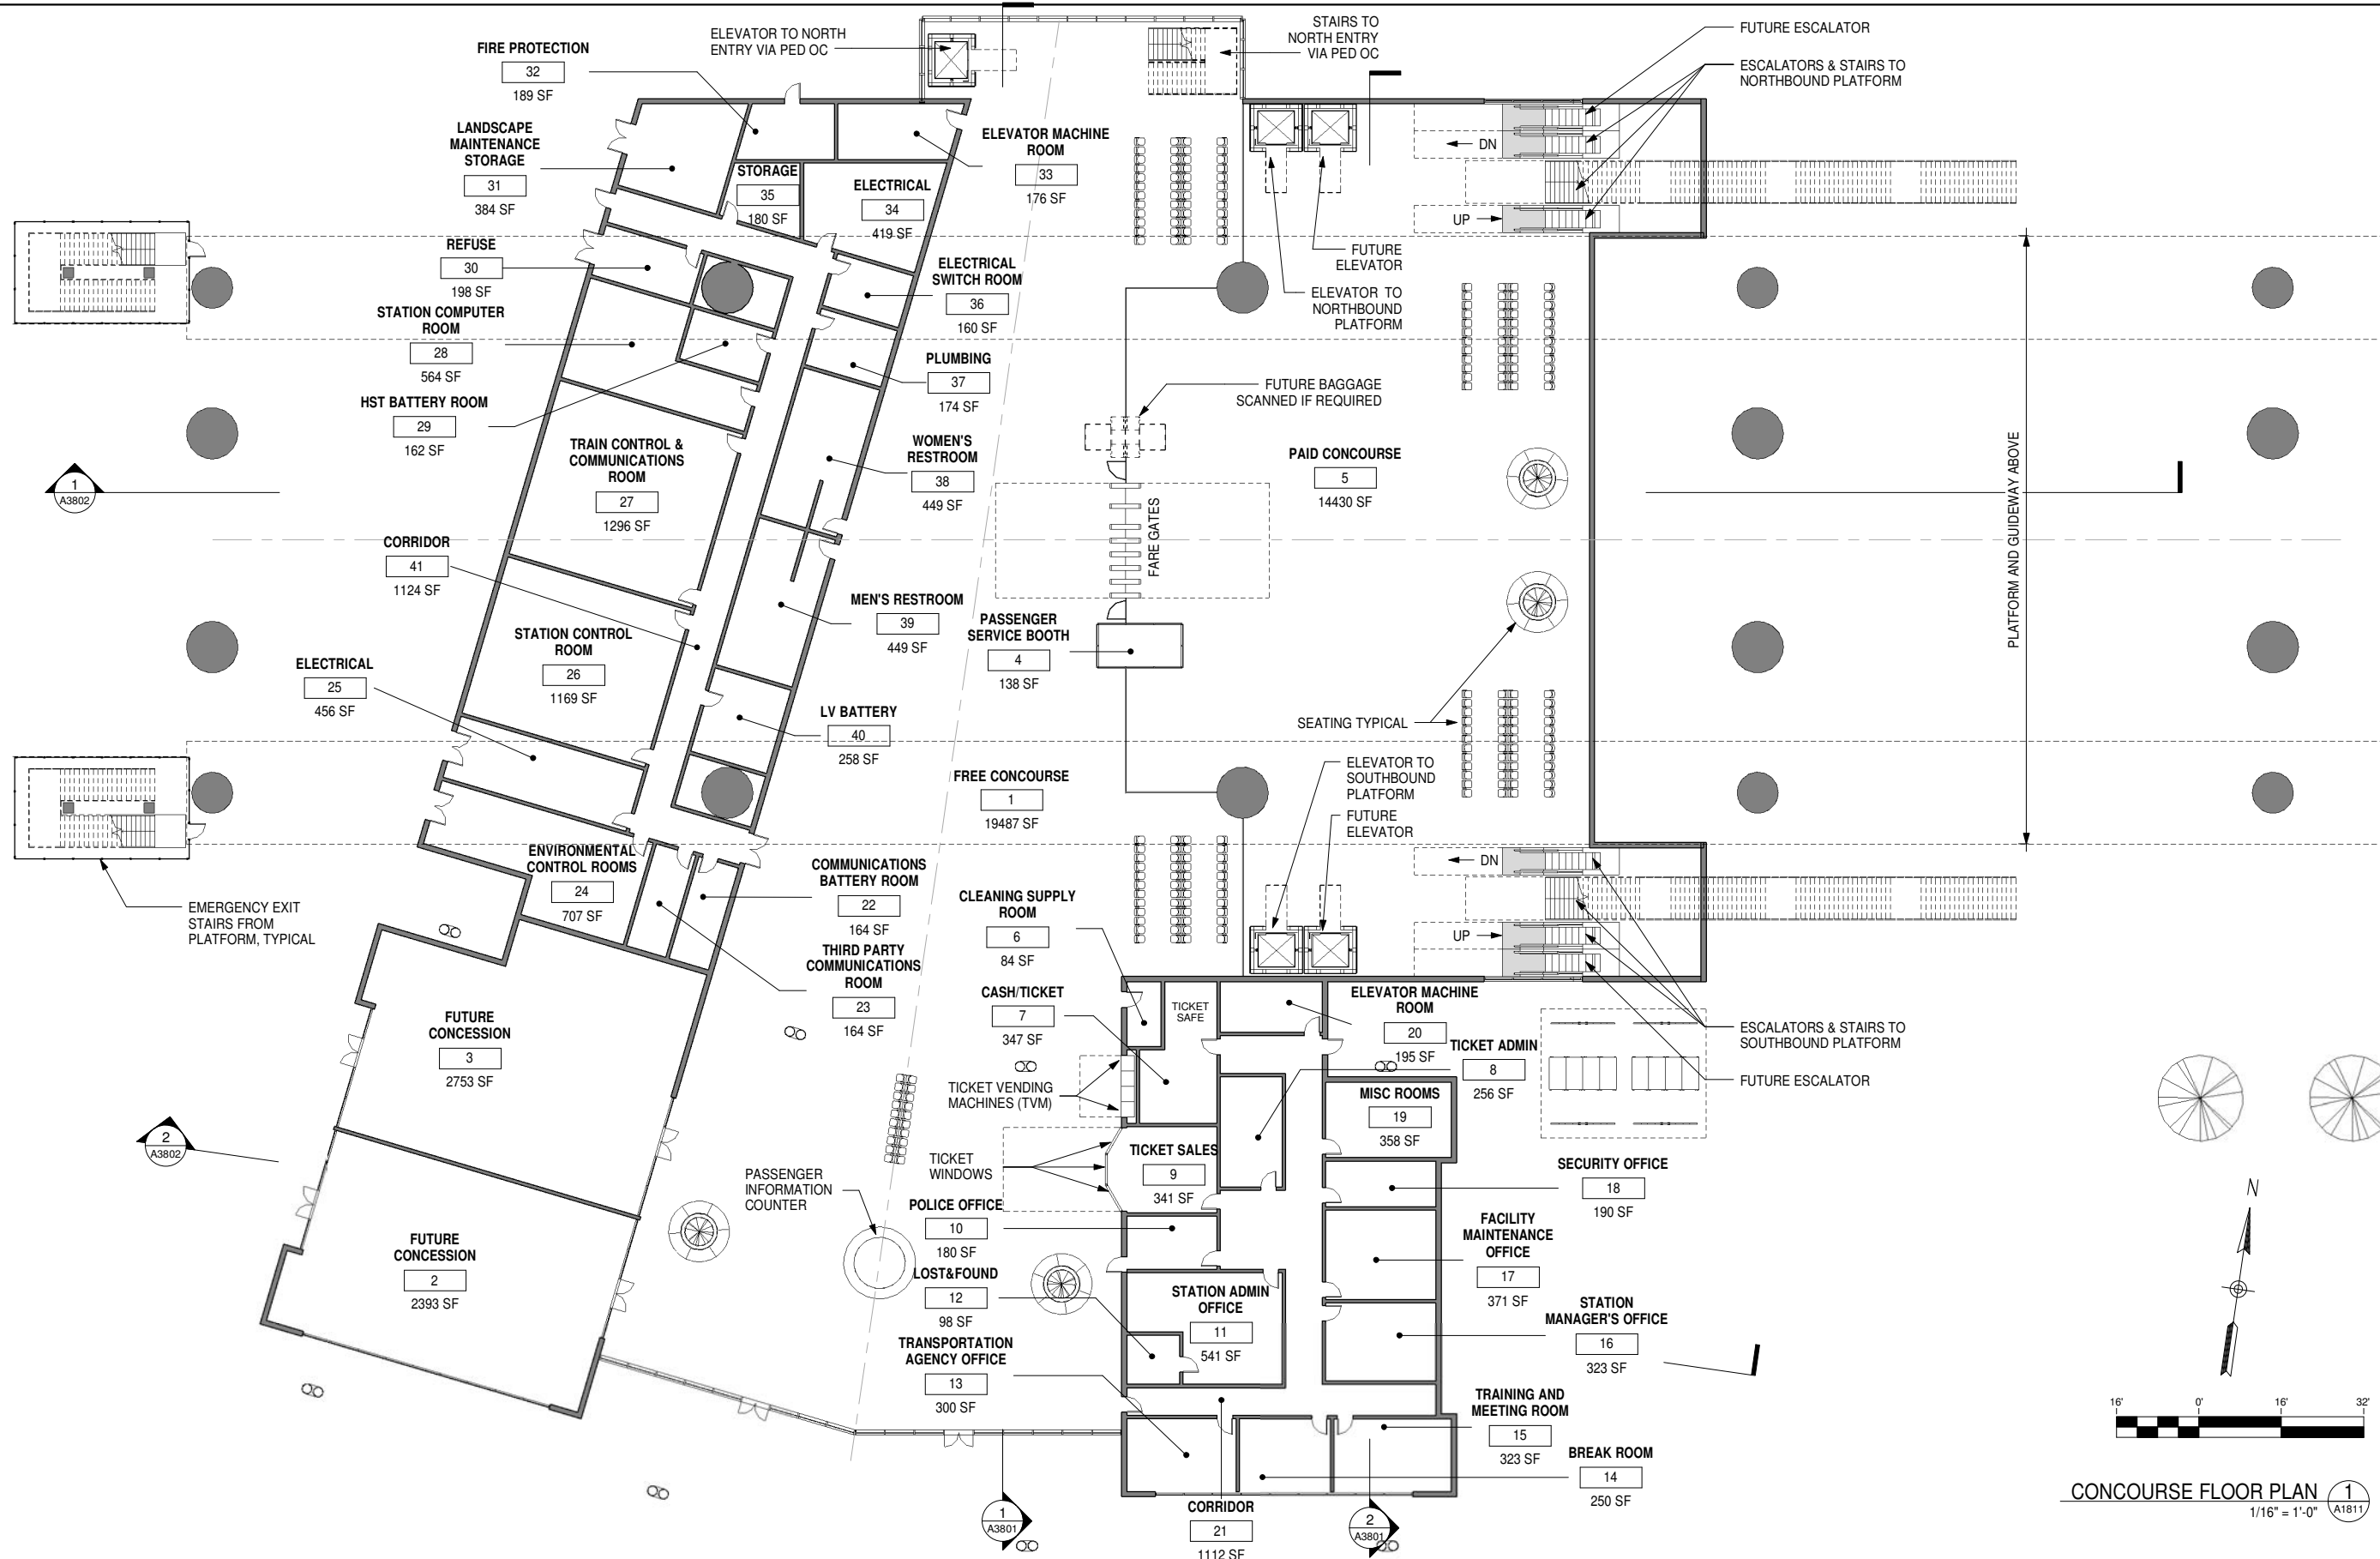 ELEVATOR TO NORTH
ENTRY VIA PED OC
STAIRS TO
NORTH ENTRY
VIA PED OC
FUTURE ESCALATOR
ESCALATORS & STAIRS TO
NORTHBOUND PLATFORM
FIRE PROTECTION
32
189 SF
LANDSCAPE
MAINTENANCE
STORAGE
31
384 SF
STORAGE
35
180 SF
ELECTRICAL
34
419 SF
ELEVATOR MACHINE
ROOM
33
176 SF
DN
UP
REFUSE
30
198 SF
ELECTRICAL
SWITCH ROOM
36
160 SF
FUTURE
ELEVATOR
ELEVATOR TO
NORTHBOUND
PLATFORM
STATION COMPUTER
ROOM
28
564 SF
PLUMBING
37
174 SF
FUTURE BAGGAGE
SCANNED IF REQUIRED
HST BATTERY ROOM
29
162 SF
TRAIN CONTROL &
COMMUNICATIONS
ROOM
27
1296 SF
WOMEN'S
RESTROOM
38
449 SF
PAID CONCOURSE
5
14430 SF
PLATFORM AND GUIDEWAY ABOVE
1
A3802
FARE GATES
CORRIDOR
41
1124 SF
MEN'S RESTROOM
39
449 SF
PASSENGER
SERVICE BOOTH
4
138 SF
STATION CONTROL
ROOM
26
1169 SF
ELECTRICAL
25
456 SF
LV BATTERY
40
258 SF
SEATING TYPICAL
FREE CONCOURSE
1
19487 SF
ELEVATOR TO
SOUTHBOUND
PLATFORM
FUTURE
ELEVATOR
DN
UP
ENVIRONMENTAL
CONTROL ROOMS
24
707 SF
COMMUNICATIONS
BATTERY ROOM
22
164 SF
CLEANING SUPPLY
ROOM
6
84 SF
EMERGENCY EXIT
STAIRS FROM
PLATFORM, TYPICAL
THIRD PARTY
COMMUNICATIONS
ROOM
23
164 SF
CASH/TICKET
7
347 SF
TICKET
SAFE
ELEVATOR MACHINE
ROOM
20
195 SF
TICKET ADMIN
8
256 SF
ESCALATORS & STAIRS TO
SOUTHBOUND PLATFORM
FUTURE ESCALATOR
FUTURE
CONCESSION
3
2753 SF
TICKET VENDING
MACHINES (TVM)
MISC ROOMS
19
358 SF
2
A3802
PASSENGER
INFORMATION
COUNTER
TICKET
WINDOWS
TICKET SALES
9
341 SF
SECURITY OFFICE
18
190 SF
POLICE OFFICE
10
180 SF
FACILITY
MAINTENANCE
OFFICE
17
371 SF
N
FUTURE
CONCESSION
2
2393 SF
LOST&FOUND
12
98 SF
STATION ADMIN
OFFICE
11
541 SF
STATION
MANAGER'S OFFICE
16
323 SF
TRANSPORTATION
AGENCY OFFICE
13
300 SF
TRAINING AND
MEETING ROOM
15
323 SF
BREAK ROOM
14
250 SF
16' 0' 16' 32'
CORRIDOR
21
1112 SF
1
A3801
2
A3801
CONCOURSE FLOOR PLAN
1/16" = 1'-0"
1
A1811